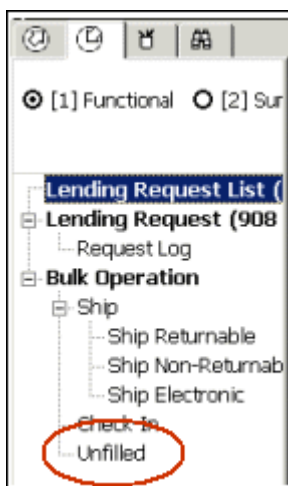 [1] Functional [2] Sur
Lending Request List (
Lending Request (908
Request Log
Bulk Operation
Ship
Ship Returnable
Ship Non-Returnab
Ship Electronic
Check In
Unfilled